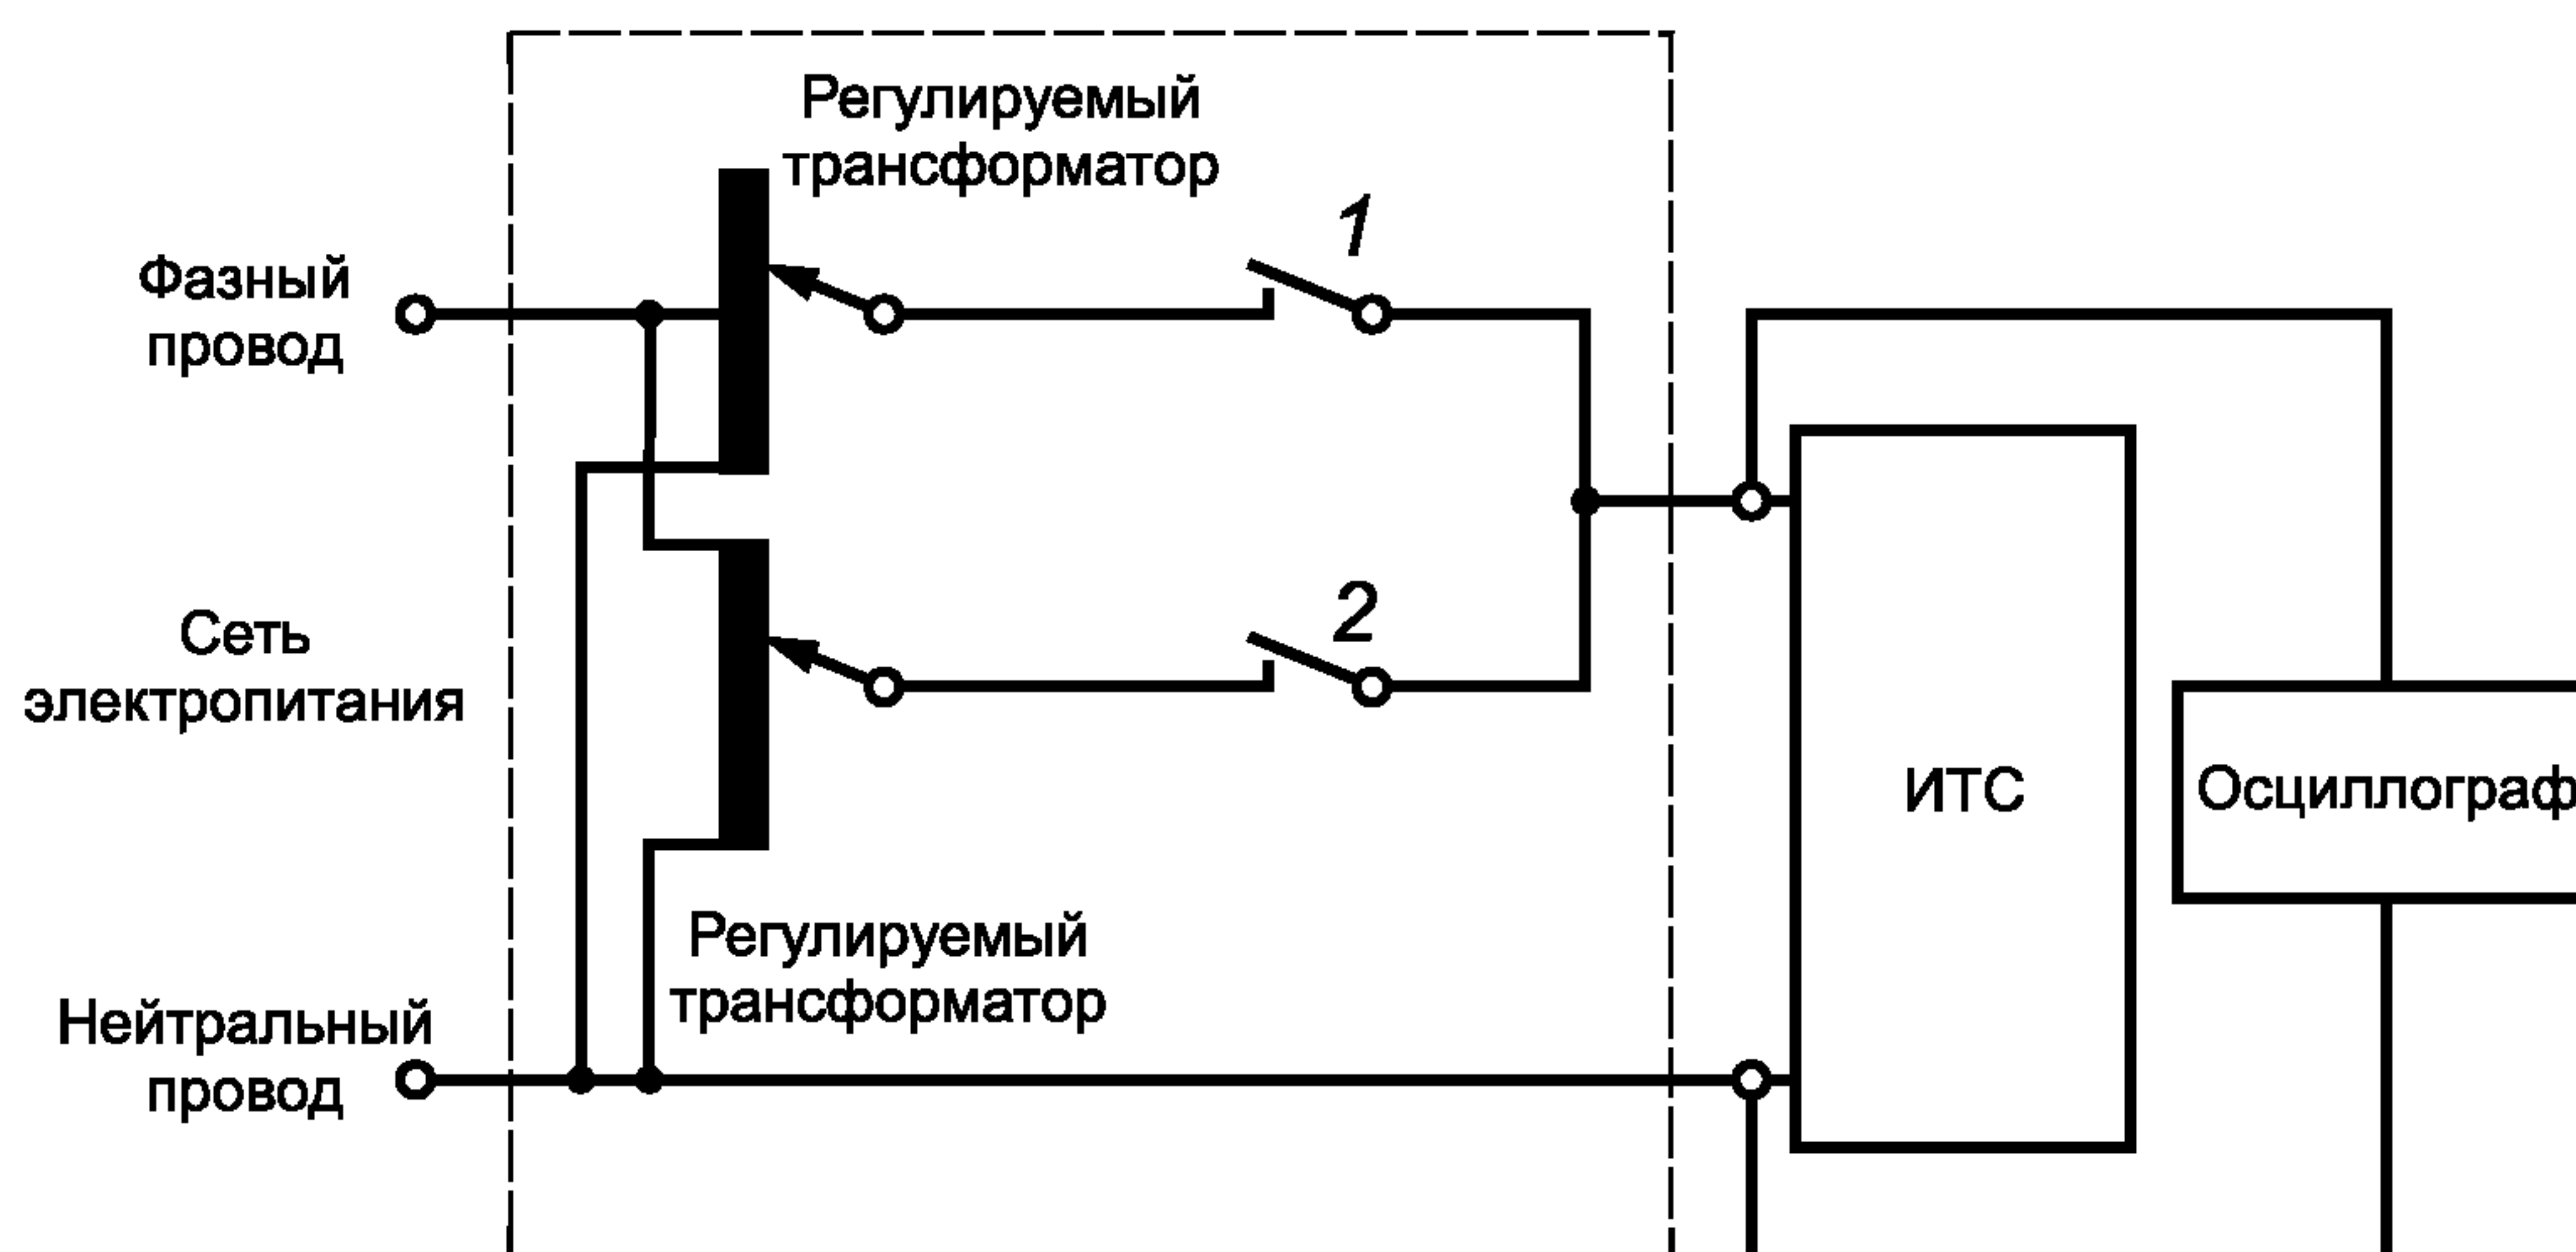 Регулируемый
трансформатор
1
Фазный
провод
2
Сеть
электропитания
ИТС
Осциллограф
Регулируемый
трансформатор
Нейтральный
провод